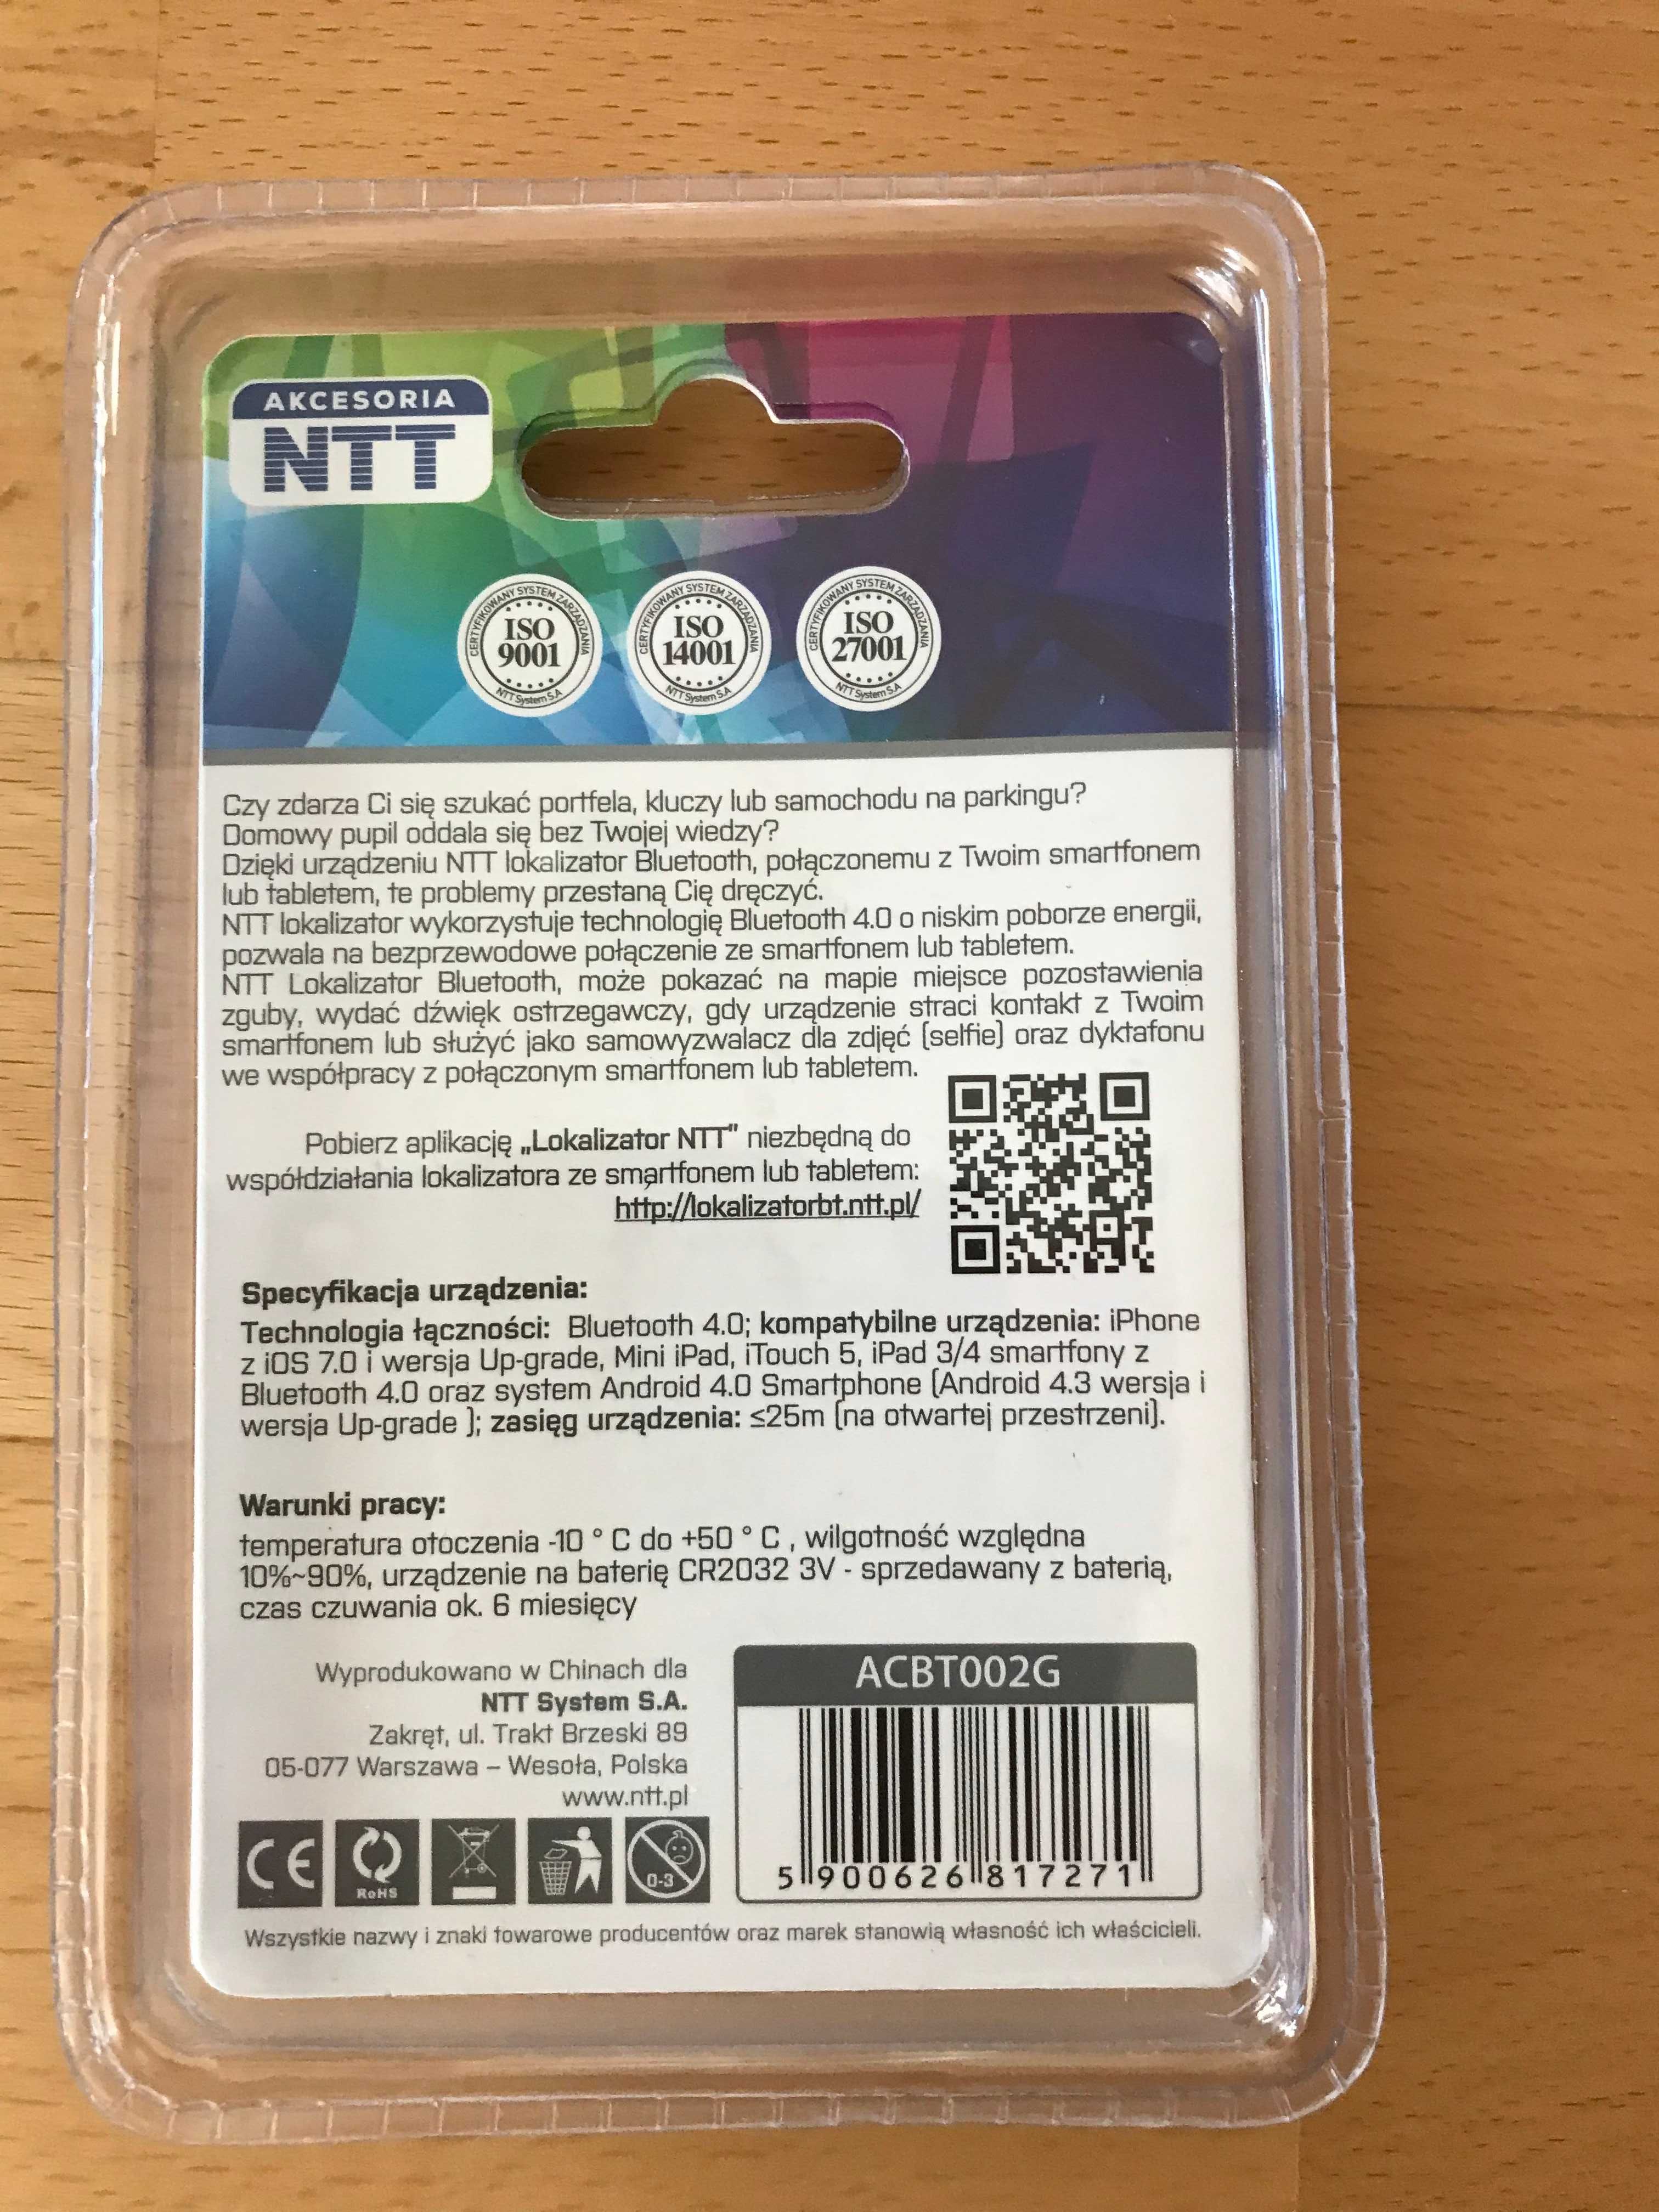 AKCESORIA
NTT
CERTYFIKOWANY SYSTEM ZARZĄDZANIA
ISO
9001
NTT System S.A
CERTYFIKOWANY SYSTEM ZARZĄDZANIA
ISO
14001
NTT System S.A
CERTYFIKOWANY SYSTEM ZARZĄDZANIA
ISO
27001
NTT System S.A
Czy zdarza Ci się szukać portfela, kluczy lub samochodu na parkingu?
Domowy pupil oddala się bez Twojej wiedzy?
Dzięki urządzeniu NTT lokalizator Bluetooth, połączonemu z Twoim smartfonem
lub tabletem, te problemy przestaną Cię dręczyć.
NTT lokalizator wykorzystuje technologię Bluetooth 4.0 o niskim poborze energii,
pozwala na bezprzewodowe połączenie ze smartfonem lub tabletem.
NTT Lokalizator Bluetooth, może pokazać na mapie miejsce pozostawienia
zguby, wydać dźwięk ostrzegawczy, gdy urządzenie straci kontakt z Twoim
smartfonem lub służyć jako samowyzwalacz dla zdjęć (selfie) oraz dyktafonu
we współpracy z połączonym smartfonem lub tabletem.
Pobierz aplikację „Lokalizator NTT" niezbędną do
współdziałania lokalizatora ze smartfonem lub tabletem:
http://lokalizatorbt.ntt.pl/
Specyfikacja urządzenia:
Technologia łączności: Bluetooth 4.0; kompatybilne urządzenia: iPhone
z iOS 7.0 i wersja Up-grade, Mini iPad, iTouch 5, iPad 3/4 smartfony z
Bluetooth 4.0 oraz system Android 4.0 Smartphone (Android 4.3 wersja i
wersja Up-grade ); zasięg urządzenia: ≤25m (na otwartej przestrzeni).
Warunki pracy:
temperatura otoczenia -10 ° C do +50 ° C , wilgotność względna
10%~90%, urządzenie na baterię CR2032 3V - sprzedawany z baterią,
czas czuwania ok. 6 miesięcy
Wyprodukowano w Chinach dla
NTT System S.A.
Zakręt, ul. Trakt Brzeski 89
05-077 Warszawa – Wesoła, Polska
www.ntt.pl
CE
RoHS
0-3
ACBT002G
5 900626 817271
Wszystkie nazwy i znaki towarowe producentów oraz marek stanowią własność ich właścicieli.